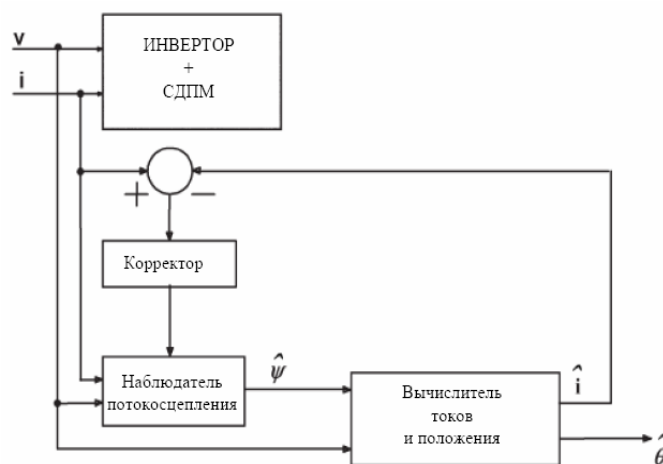 v
i
ИНВЕРТОР
+
СДПМ
+
−
Корректор
Наблюдатель
потокосцепления
ψ̂
Вычислитель
токов
и положения
î
θ̂